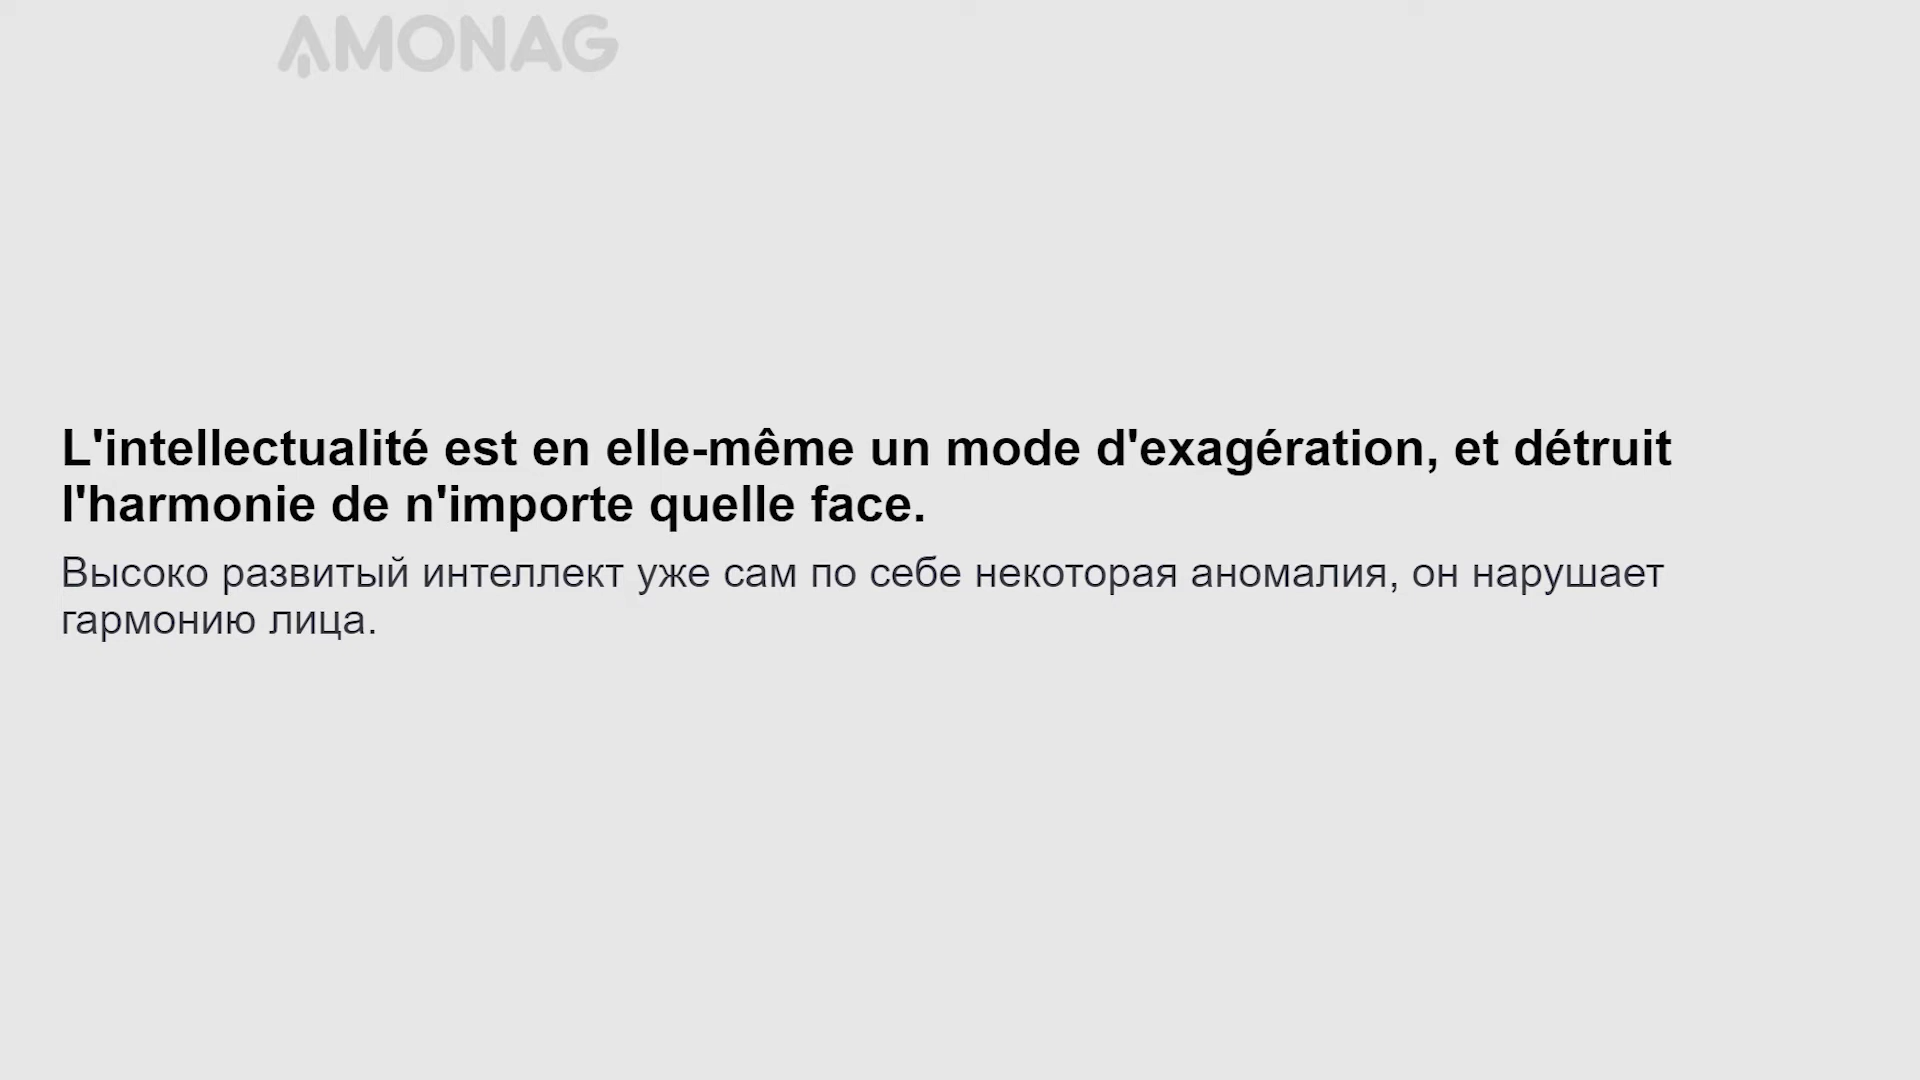 AMONAG
L'intellectualité est en elle-même un mode d'exagération, et détruit
l'harmonie de n'importe quelle face.
Высоко развитый интеллект уже сам по себе некоторая аномалия, он нарушает
гармонию лица.